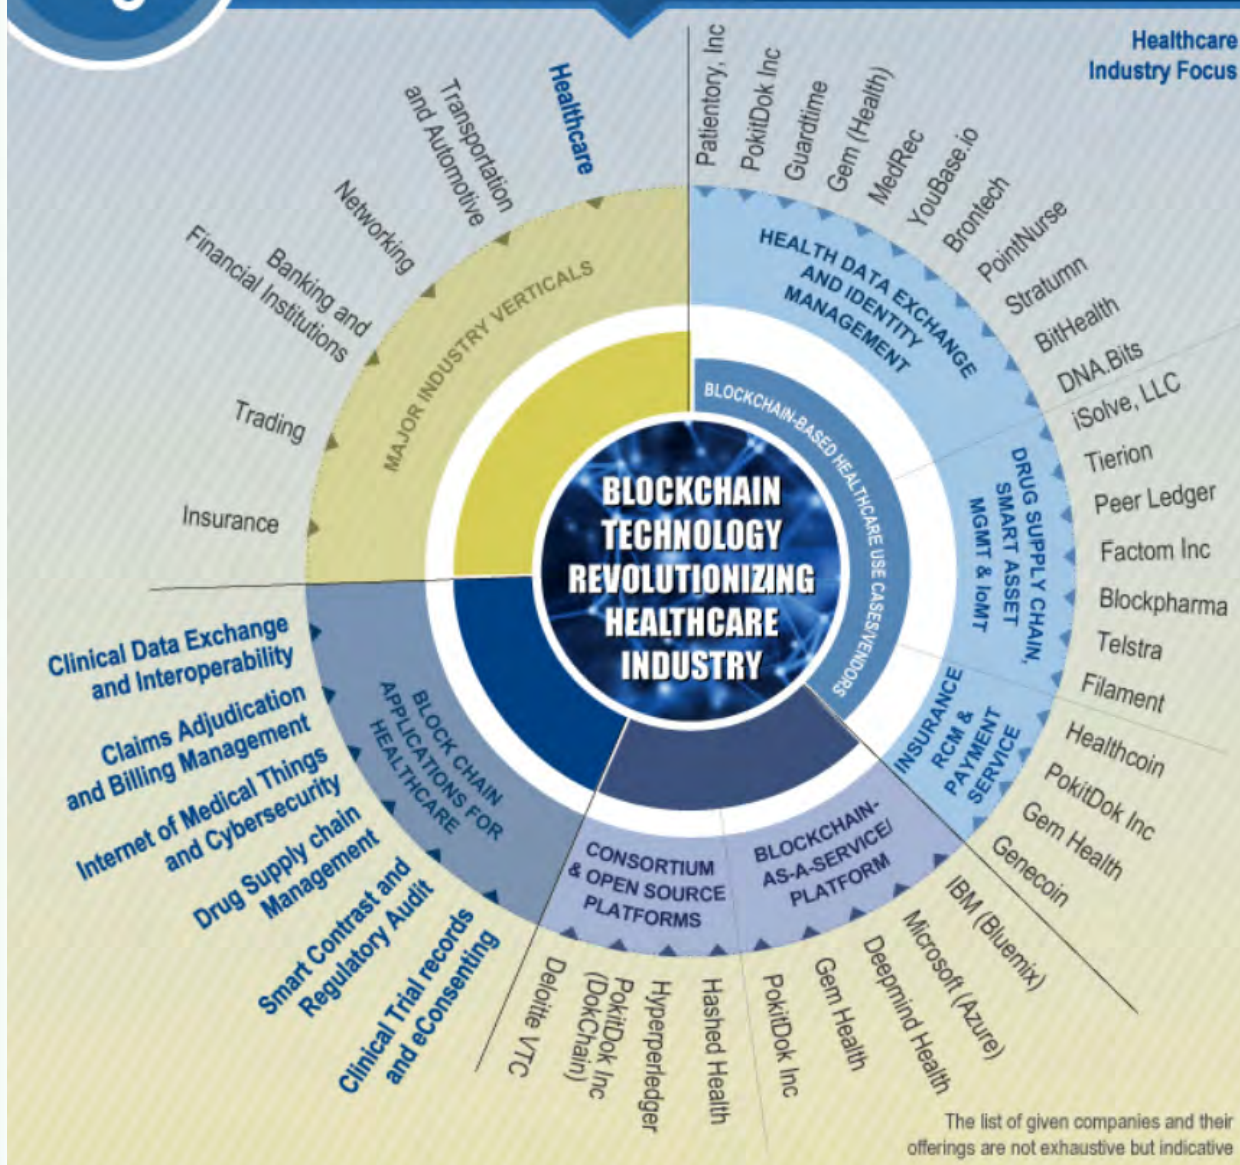 Healthcare
Industry Focus
BLOCKCHAIN
TECHNOLOGY
REVOLUTIONIZING
HEALTHCARE
INDUSTRY
MAJOR INDUSTRY VERTICALS
Insurance
Trading
Banking and
Financial Institutions
Networking
Transportation
and Automotive
Healthcare
BLOCKCHAIN-BASED HEALTHCARE USE CASES/VENDORS
HEALTH DATA EXCHANGE
AND IDENTITY
MANAGEMENT
Patientory, Inc
PokitDok Inc
Guardtime
Gem (Health)
MedRec
YouBase.io
Brontech
PointNurse
Stratumn
BitHealth
DNA.Bits
DRUG SUPPLY CHAIN,
SMART ASSET
MGMT & IoMT
iSolve, LLC
Tierion
Peer Ledger
Factom Inc
Blockpharma
Telstra
Filament
INSURANCE
RCM &
PAYMENT
SERVICE
Healthcoin
PokitDok Inc
Gem Health
Genecoin
BLOCKCHAIN-
AS-A-SERVICE/
PLATFORM
IBM (Bluemix)
Microsoft (Azure)
Deepmind Health
Gem Health
PokitDok Inc
CONSORTIUM
& OPEN SOURCE
PLATFORMS
Hashed Health
Hyperperledger
PokitDok Inc
(DokChain)
Deloitte VTC
BLOCK CHAIN
APPLICATIONS FOR
HEALTHCARE
Clinical Data Exchange
and Interoperability
Claims Adjudication
and Billing Management
Internet of Medical Things
and Cybersecurity
Drug Supply chain
Management
Smart Contrast and
Regulatory Audit
Clinical Trial records
and eConsenting
The list of given companies and their
offerings are not exhaustive but indicative